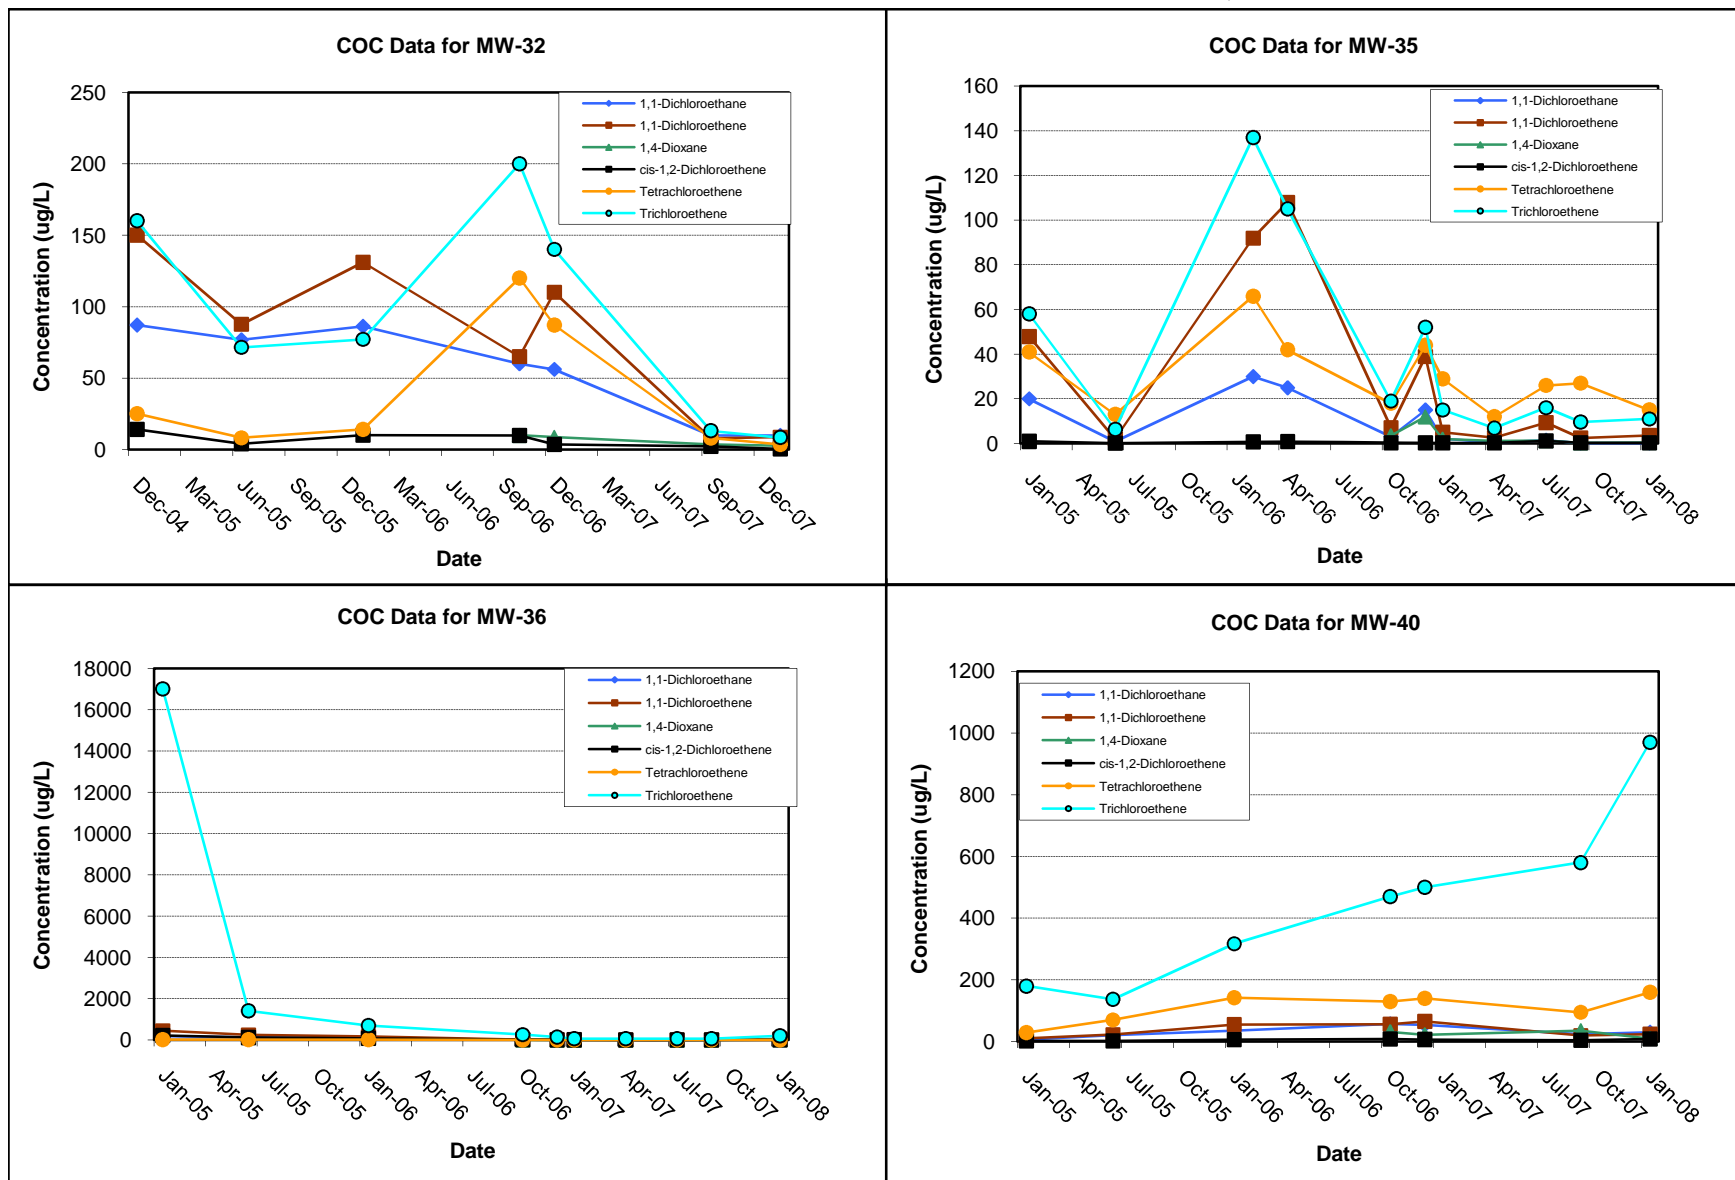 COC Data for MW-32
250
200
150
100
50
0
Concentration (ug/L)
1,1-Dichloroethane
1,1-Dichloroethene
1,4-Dioxane
cis-1,2-Dichloroethene
Tetrachloroethene
Trichloroethene
Dec-04
Mar-05
Jun-05
Sep-05
Dec-05
Mar-06
Jun-06
Sep-06
Dec-06
Mar-07
Jun-07
Sep-07
Dec-07
Date
COC Data for MW-35
160
140
120
100
80
60
40
20
0
Concentration (ug/L)
1,1-Dichloroethane
1,1-Dichloroethene
1,4-Dioxane
cis-1,2-Dichloroethene
Tetrachloroethene
Trichloroethene
Jan-05
Apr-05
Jul-05
Oct-05
Jan-06
Apr-06
Jul-06
Oct-06
Jan-07
Apr-07
Jul-07
Oct-07
Jan-08
Date
COC Data for MW-36
18000
16000
14000
12000
10000
8000
6000
4000
2000
0
Concentration (ug/L)
1,1-Dichloroethane
1,1-Dichloroethene
1,4-Dioxane
cis-1,2-Dichloroethene
Tetrachloroethene
Trichloroethene
Jan-05
Apr-05
Jul-05
Oct-05
Jan-06
Apr-06
Jul-06
Oct-06
Jan-07
Apr-07
Jul-07
Oct-07
Jan-08
Date
COC Data for MW-40
1200
1000
800
600
400
200
0
Concentration (ug/L)
1,1-Dichloroethane
1,1-Dichloroethene
1,4-Dioxane
cis-1,2-Dichloroethene
Tetrachloroethene
Trichloroethene
Jan-05
Apr-05
Jul-05
Oct-05
Jan-06
Apr-06
Jul-06
Oct-06
Jan-07
Apr-07
Jul-07
Oct-07
Jan-08
Date